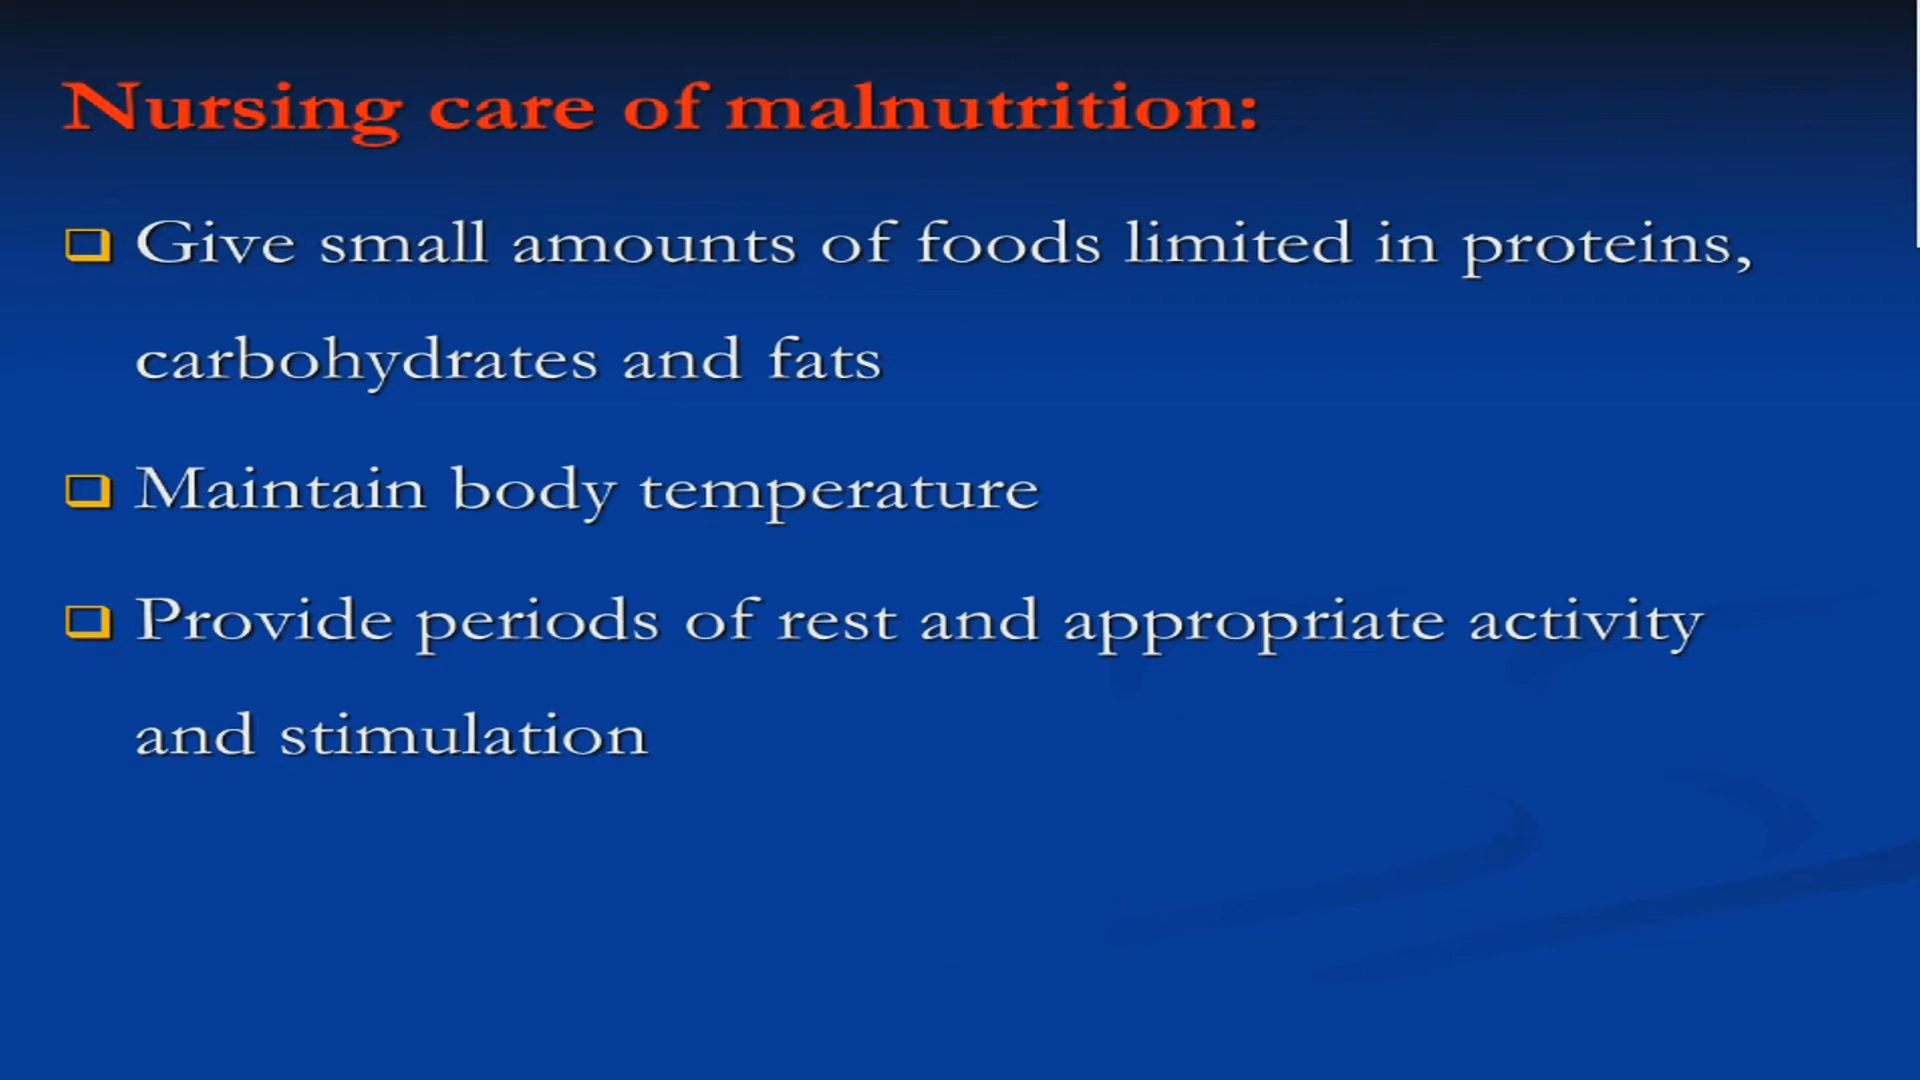 Nursing care of malnutrition:
Give small amounts of foods limited in proteins,
carbohydrates and fats
Maintain body temperature
Provide periods of rest and appropriate activity
and stimulation